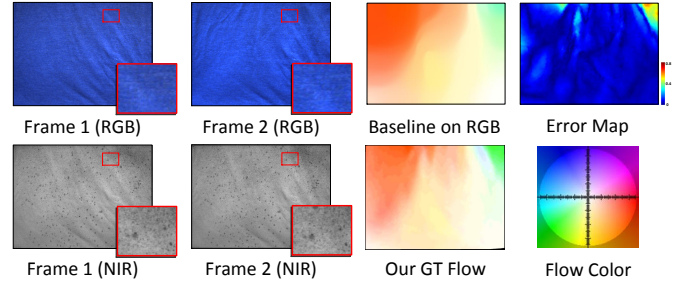 Frame 1 (RGB)
Frame 2 (RGB)
Baseline on RGB
Error Map
Frame 1 (NIR)
Frame 2 (NIR)
Our GT Flow
Flow Color